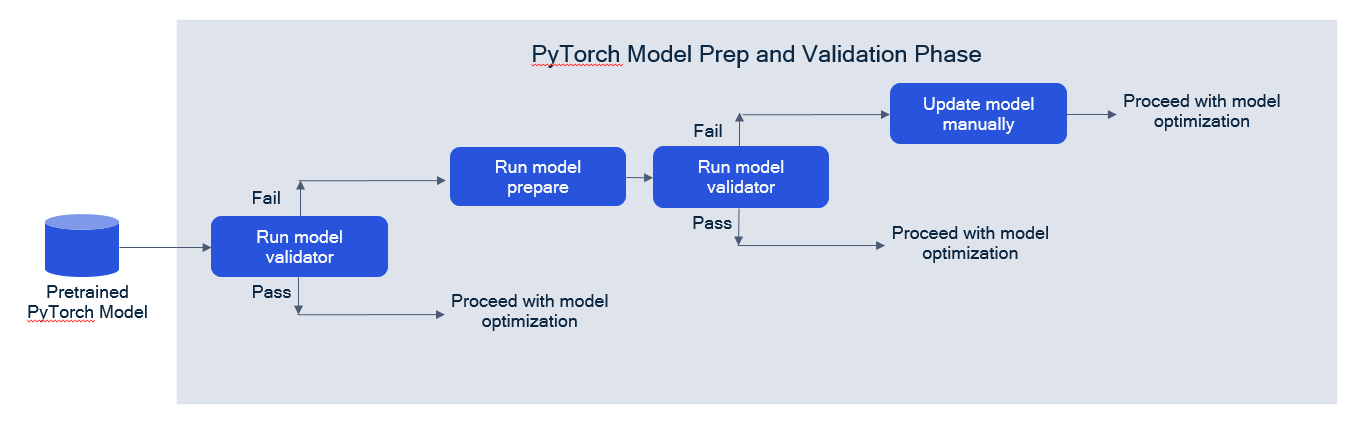 PyTorch Model Prep and Validation Phase
Pretrained
PyTorch Model
Run model
validator
Fail
Pass
Proceed with model
optimization
Run model
prepare
Run model
validator
Fail
Pass
Proceed with model
optimization
Update model
manually
Proceed with model
optimization